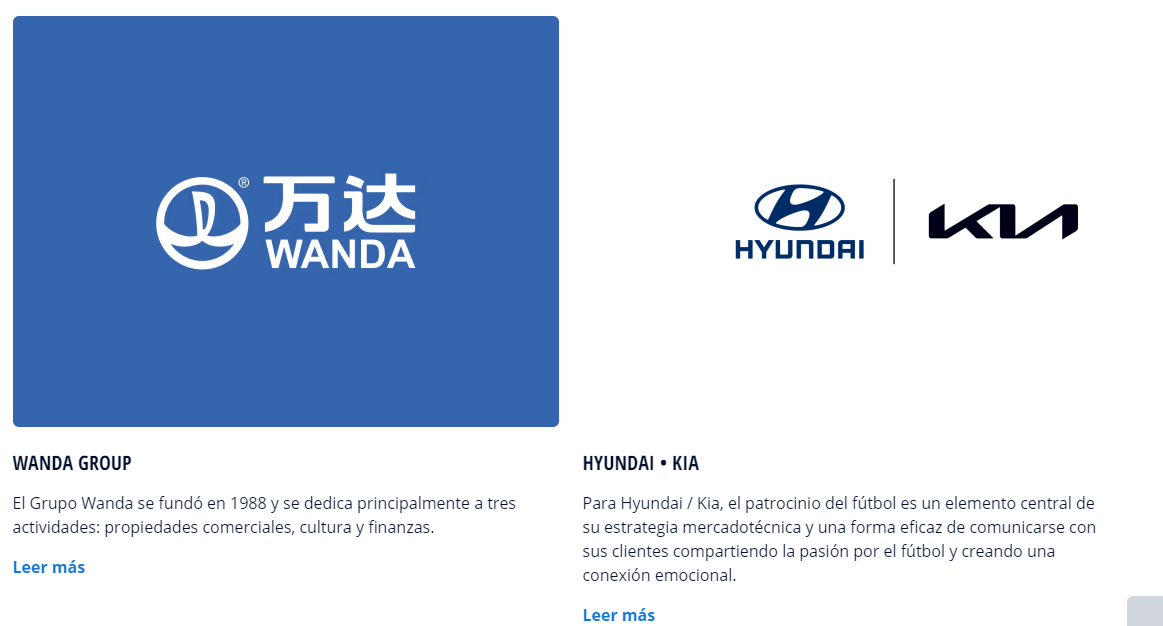 ®
万达
WANDA
HYUNDAI
KIA
WANDA GROUP
El Grupo Wanda se fundó en 1988 y se dedica principalmente a tres
actividades: propiedades comerciales, cultura y finanzas.
Leer más
HYUNDAI • KIA
Para Hyundai / Kia, el patrocinio del fútbol es un elemento central de
su estrategia mercadotécnica y una forma eficaz de comunicarse con
sus clientes compartiendo la pasión por el fútbol y creando una
conexión emocional.
Leer más